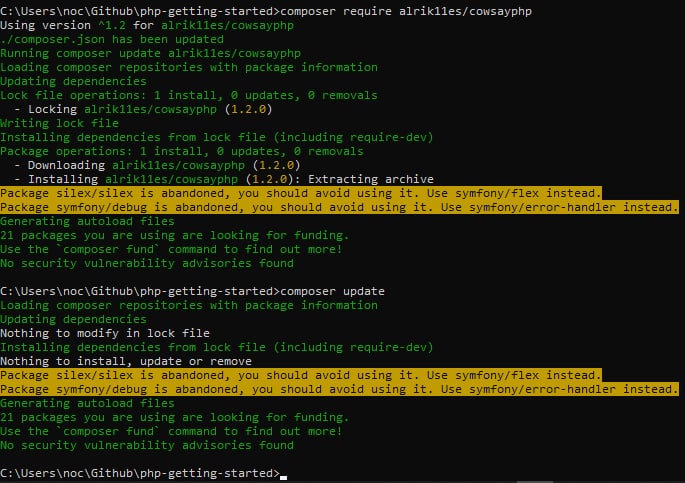 C:\Users\noc\Github\php-getting-started>composer require alrik11es/cowsayphp
Using version ^1.2 for alrik11es/cowsayphp
./composer.json has been updated
Running composer update alrik11es/cowsayphp
Loading composer repositories with package information
Updating dependencies
Lock file operations: 1 install, 0 updates, 0 removals
  - Locking alrik11es/cowsayphp (1.2.0)
Writing lock file
Installing dependencies from lock file (including require-dev)
Package operations: 1 install, 0 updates, 0 removals
  - Downloading alrik11es/cowsayphp (1.2.0)
  - Installing alrik11es/cowsayphp (1.2.0): Extracting archive
Package silex/silex is abandoned, you should avoid using it. Use symfony/flex instead.
Package symfony/debug is abandoned, you should avoid using it. Use symfony/error-handler instead.
Generating autoload files
21 packages you are using are looking for funding.
Use the `composer fund` command to find out more!
No security vulnerability advisories found
C:\Users\noc\Github\php-getting-started>composer update
Loading composer repositories with package information
Updating dependencies
Nothing to modify in lock file
Installing dependencies from lock file (including require-dev)
Nothing to install, update or remove
Package silex/silex is abandoned, you should avoid using it. Use symfony/flex instead.
Package symfony/debug is abandoned, you should avoid using it. Use symfony/error-handler instead.
Generating autoload files
21 packages you are using are looking for funding.
Use the `composer fund` command to find out more!
No security vulnerability advisories found
C:\Users\noc\Github\php-getting-started>